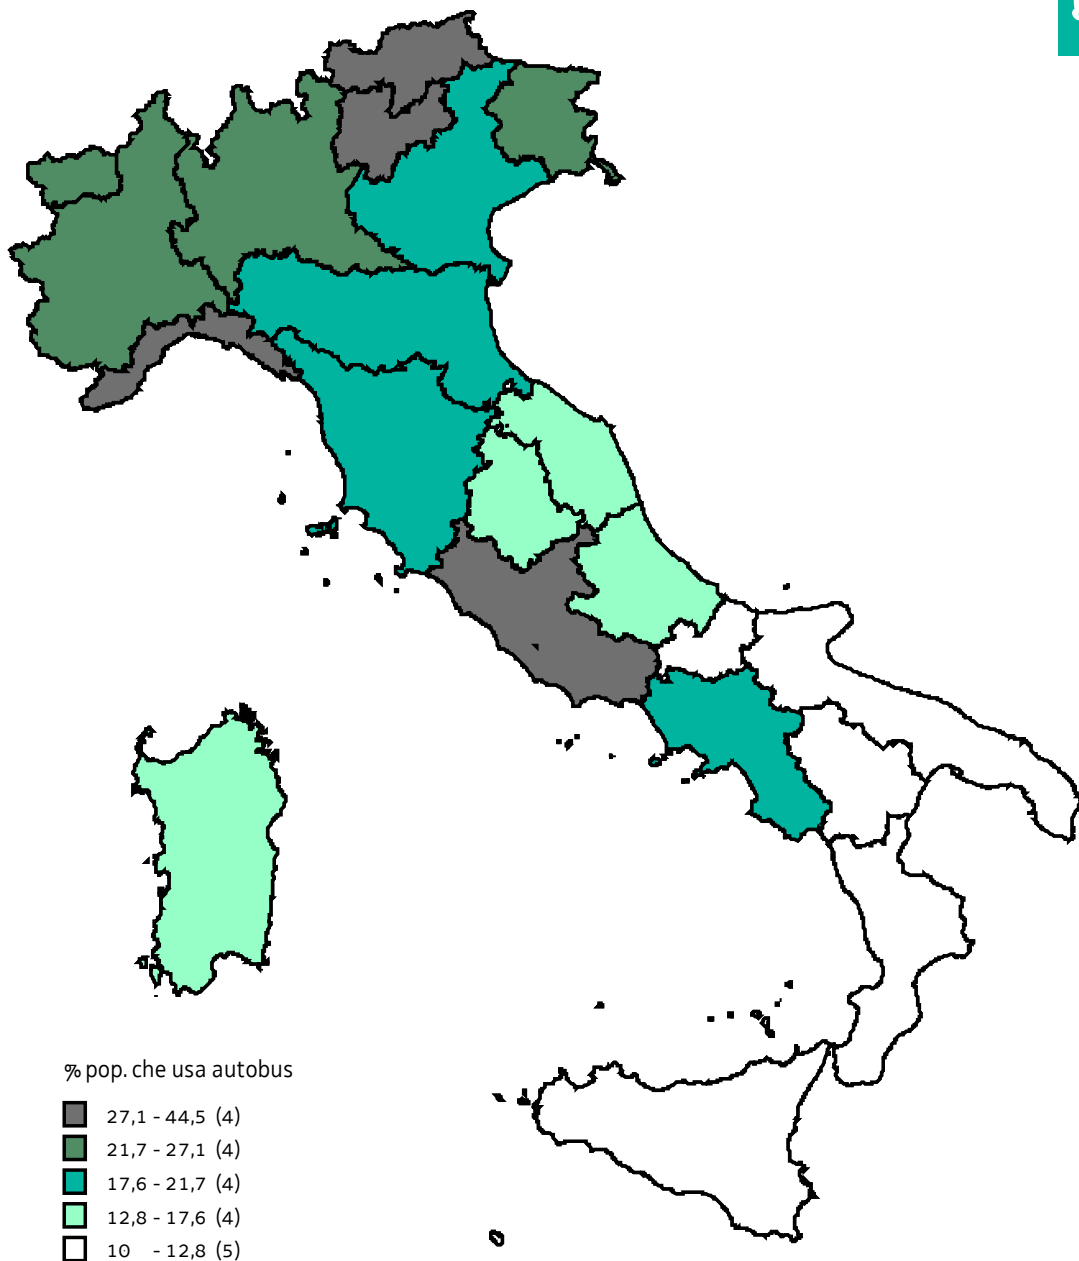 % pop. che usa autobus
27,1 - 44,5 (4)
21,7 - 27,1 (4)
17,6 - 21,7 (4)
12,8 - 17,6 (4)
10 - 12,8 (5)